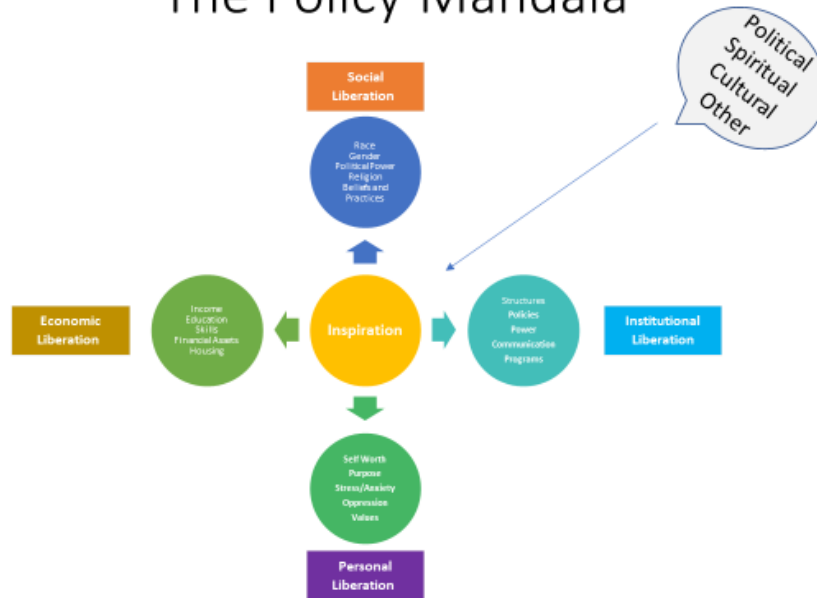 The Policy Mandala
Political
Spiritual
Cultural
Other
Social
Liberation
Race
Gender
Political Power
Religion
Beliefs and
Practices
Economic
Liberation
Income
Education
Skills
Financial Assets
Housing
Inspiration
Structures
Policies
Power
Communication
Programs
Institutional
Liberation
Self Worth
Purpose
Stress/Anxiety
Oppression
Values
Personal
Liberation